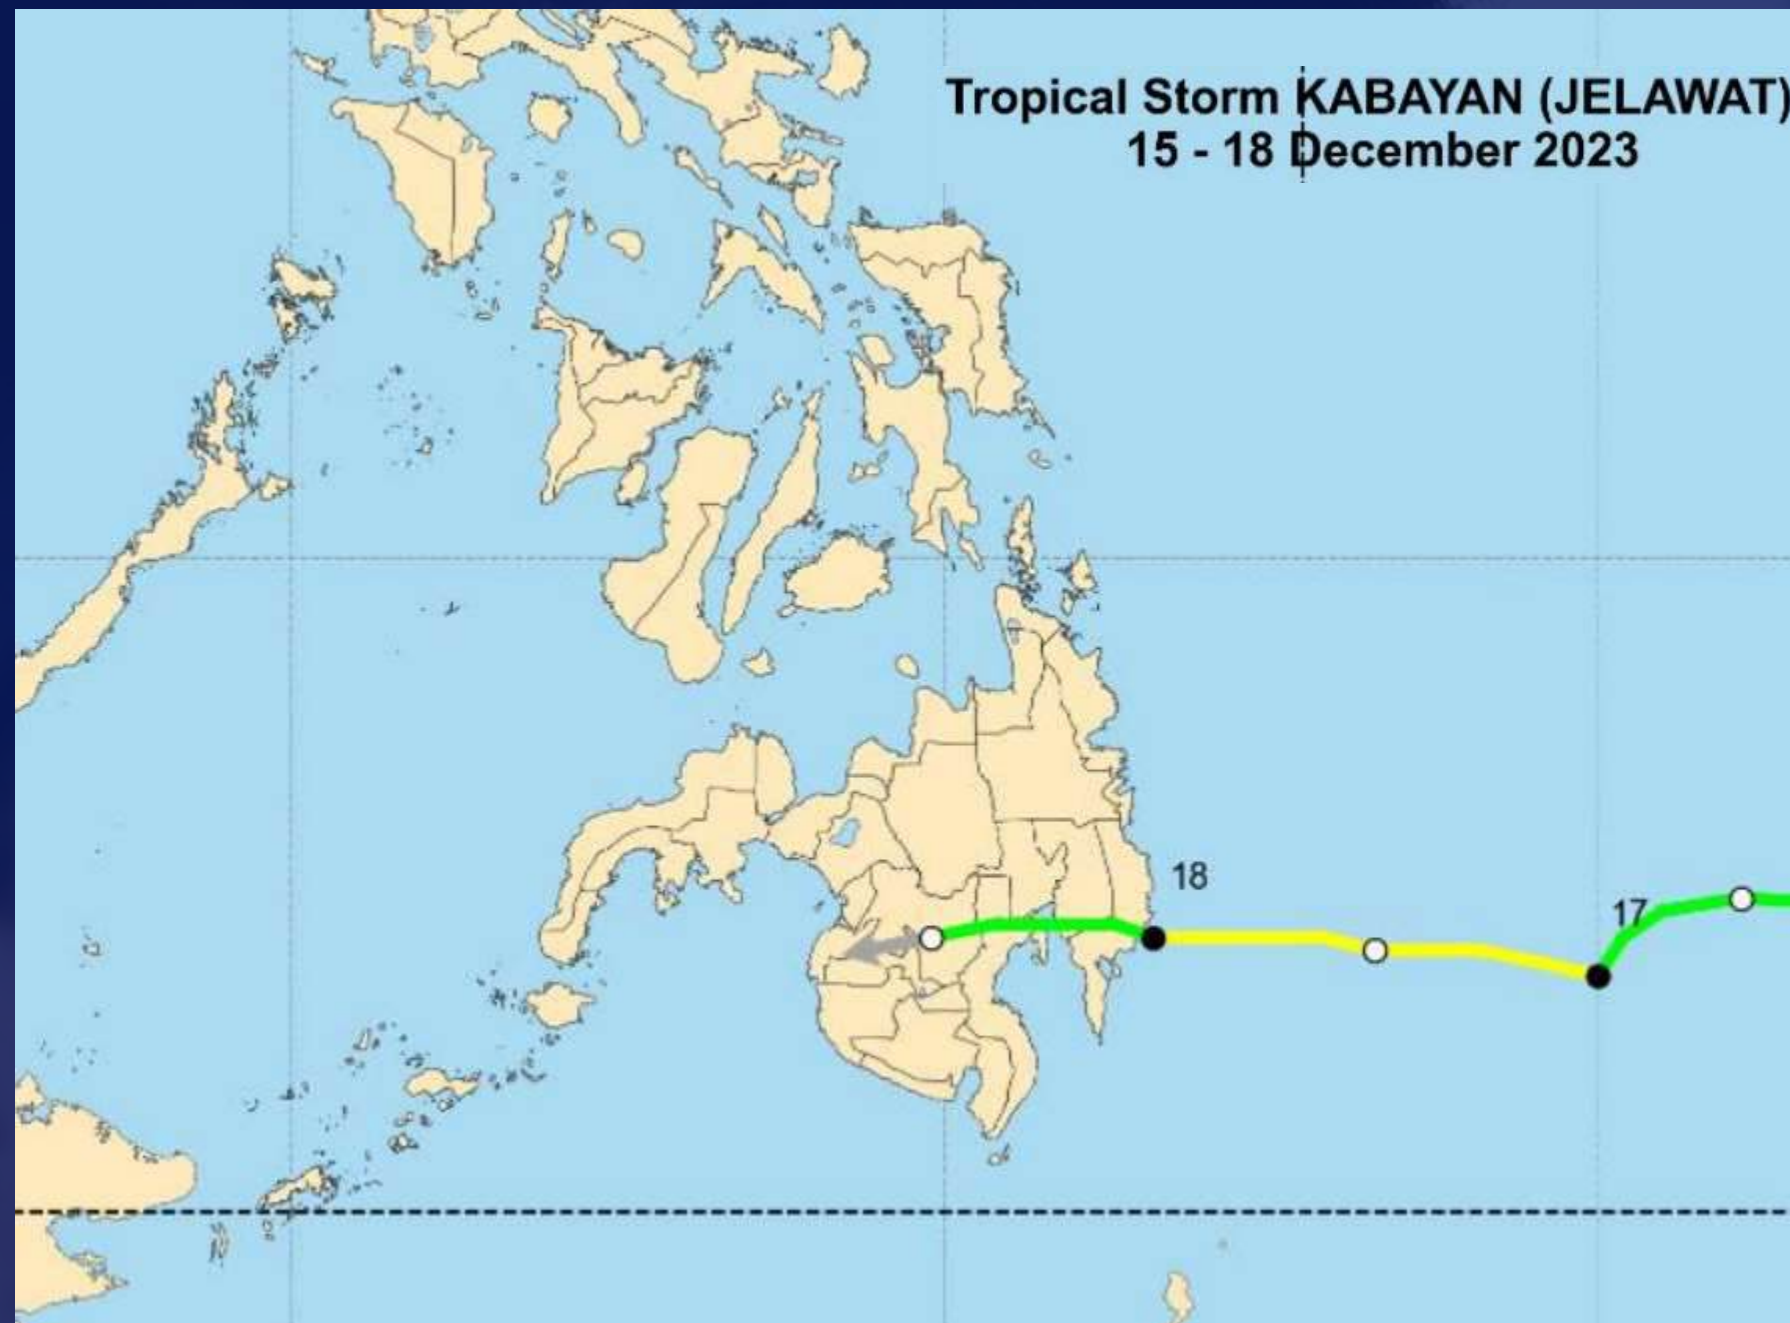 Tropical Storm KABAYAN (JELAWAT)
15 - 18 December 2023
18
17